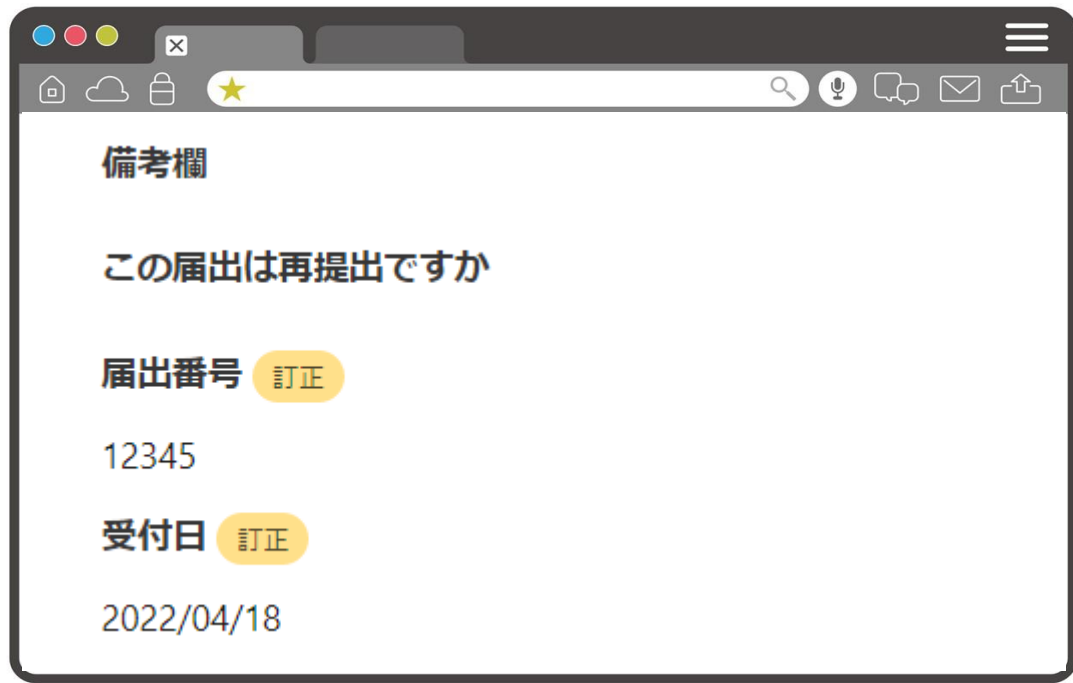 備考欄
この届出は再提出ですか
届出番号 訂正
12345
受付日 訂正
2022/04/18